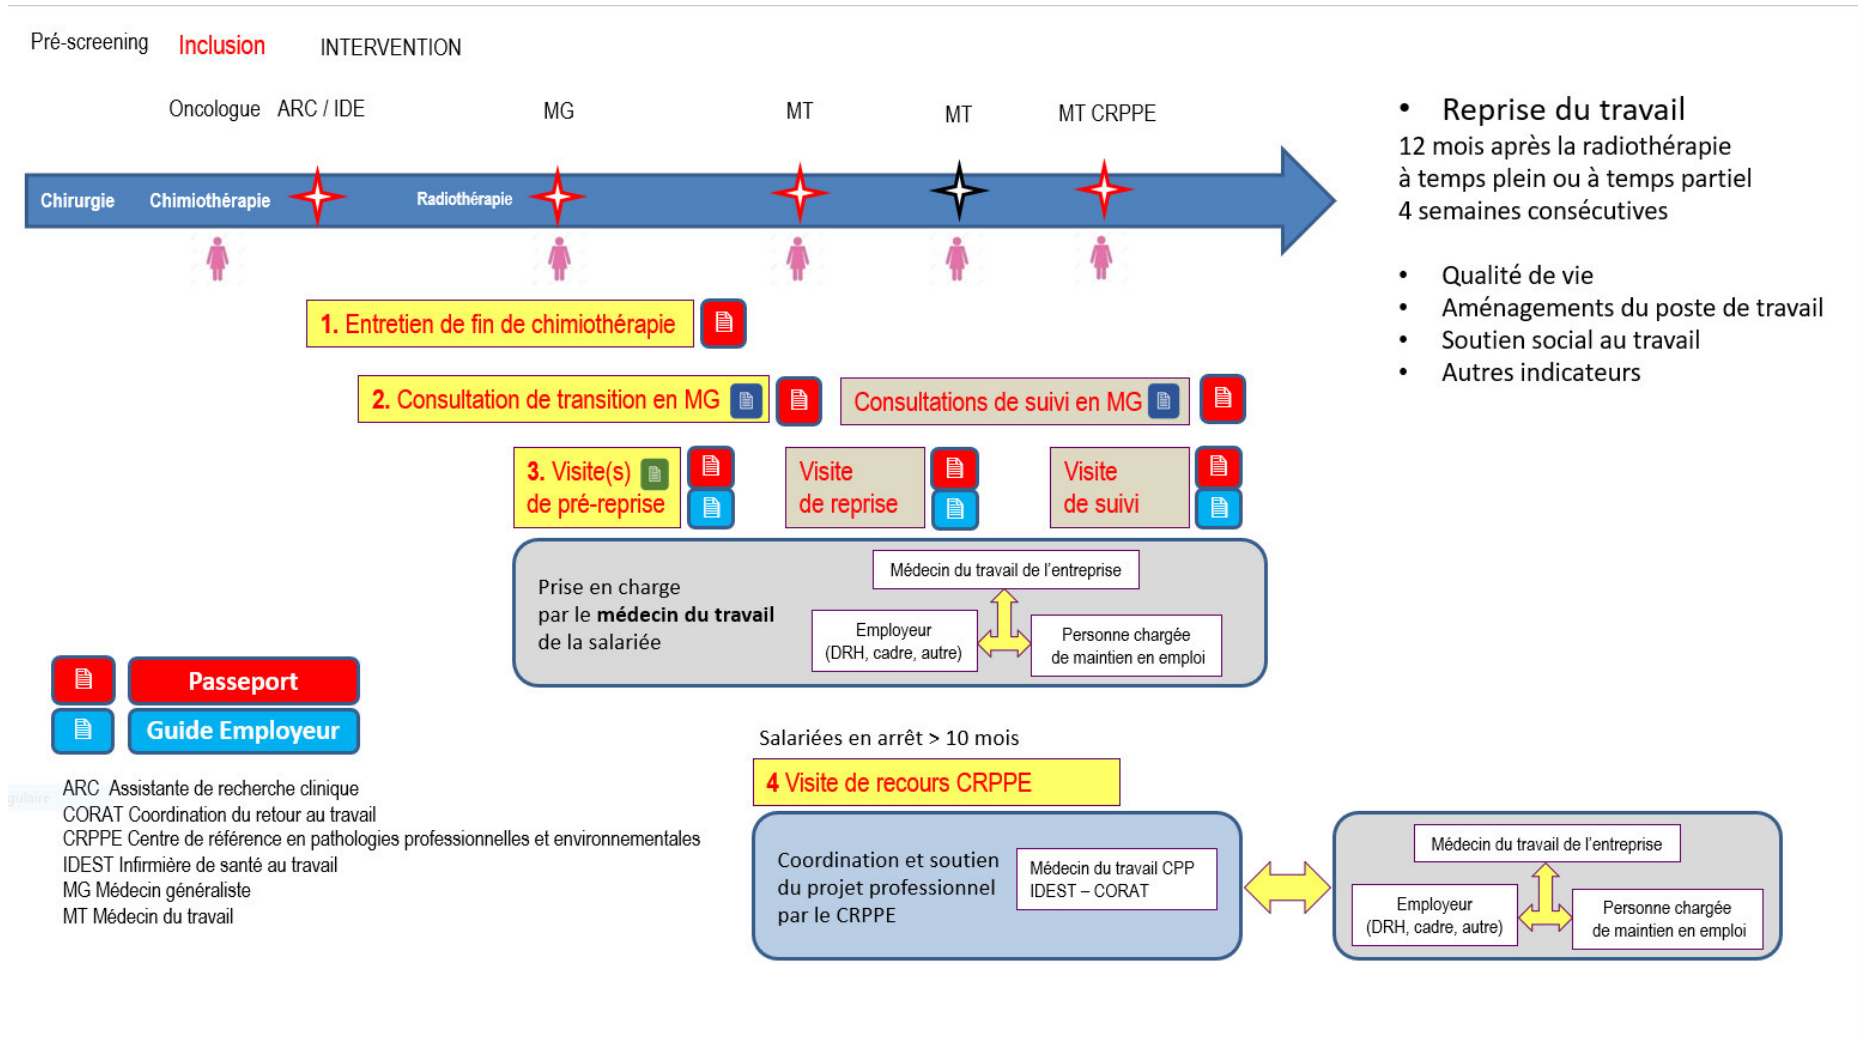 Pré-screening
Inclusion
INTERVENTION
Oncologue
ARC / IDE
MG
MT
MT
MT CRPPE
Chirurgie
Chimiothérapie
Radiothérapie
• Reprise du travail
12 mois après la radiothérapie
à temps plein ou à temps partiel
4 semaines consécutives
• Qualité de vie
• Aménagements du poste de travail
• Soutien social au travail
• Autres indicateurs
1. Entretien de fin de chimiothérapie
2. Consultation de transition en MG
Consultations de suivi en MG
3. Visite(s)
de pré-reprise
Visite
de reprise
Visite
de suivi
Prise en charge
par le médecin du travail
de la salariée
Médecin du travail de l'entreprise
Employeur
(DRH, cadre, autre)
Personne chargée
de maintien en emploi
Passeport
Guide Employeur
ARC Assistante de recherche clinique
CORAT Coordination du retour au travail
CRPPE Centre de référence en pathologies professionnelles et environnementales
IDEST Infirmière de santé au travail
MG Médecin généraliste
MT Médecin du travail
gulaire
Salariées en arrêt > 10 mois
4 Visite de recours CRPPE
Coordination et soutien
du projet professionnel
par le CRPPE
Médecin du travail CPP
IDEST – CORAT
Médecin du travail de l'entreprise
Employeur
(DRH, cadre, autre)
Personne chargée
de maintien en emploi